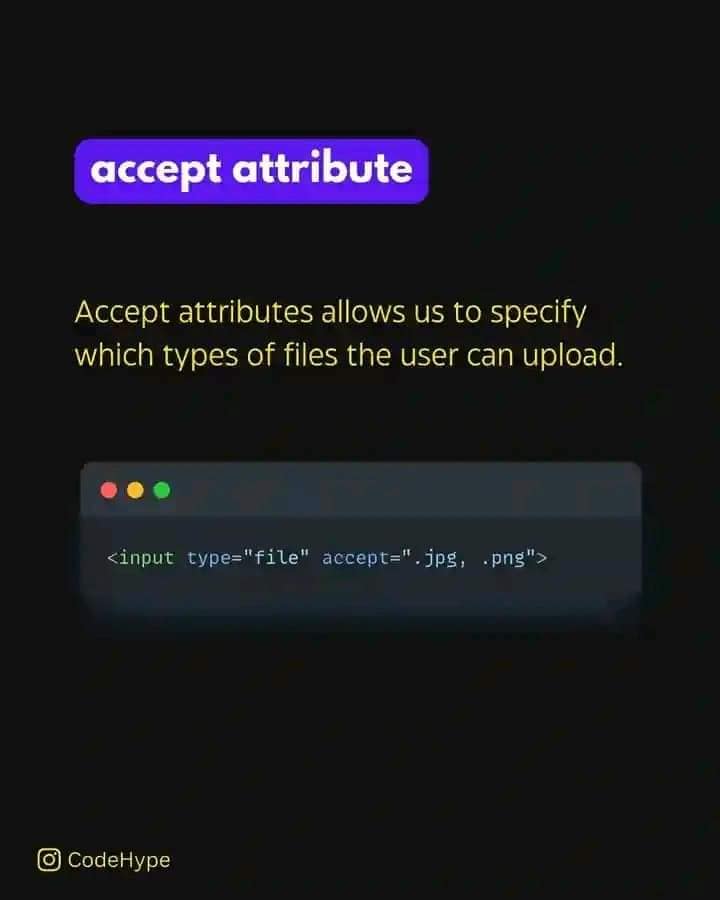 accept attribute
Accept attributes allows us to specify
which types of files the user can upload.
<input type="file" accept=".jpg, .png">
CodeHype